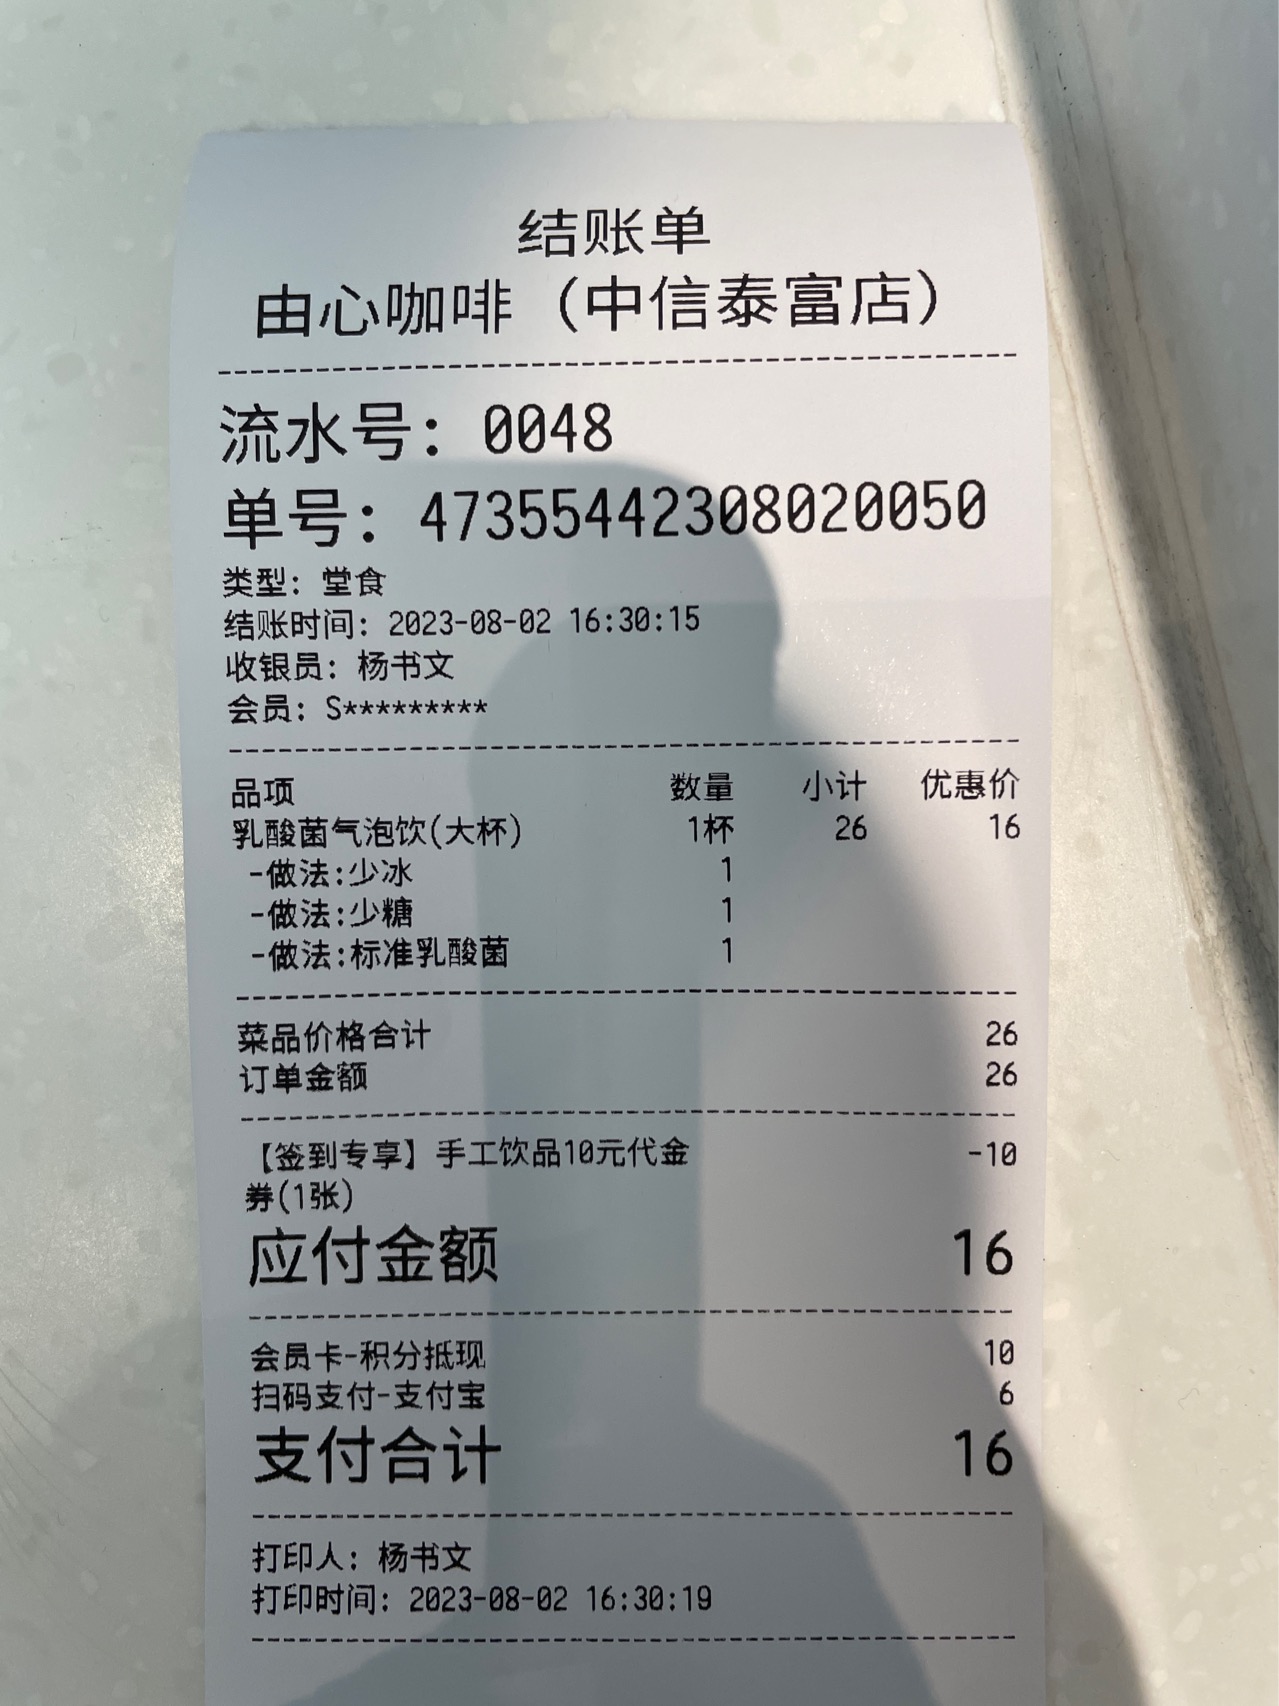 结账单
由心咖啡（中信泰富店）
流水号：0048
单号：47355442308020050
类型：堂食
结账时间：2023-08-02 16:30:15
收银员：杨书文
会员：S*********
品项 数量 小计 优惠价
乳酸菌气泡饮(大杯) 1杯 26 16
-做法:少冰 1
-做法:少糖 1
-做法:标准乳酸菌 1
菜品价格合计 26
订单金额 26
【签到专享】手工饮品10元代金 -10
券(1张)
应付金额 16
会员卡-积分抵现 10
扫码支付-支付宝 6
支付合计 16
打印人：杨书文
打印时间：2023-08-02 16:30:19